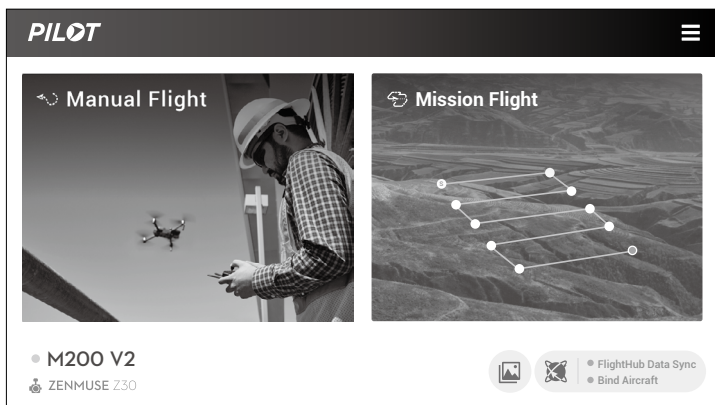 PILOT
Manual Flight
Mission Flight
S
M200 V2
ZENMUSE Z30
FlightHub Data Sync
Bind Aircraft